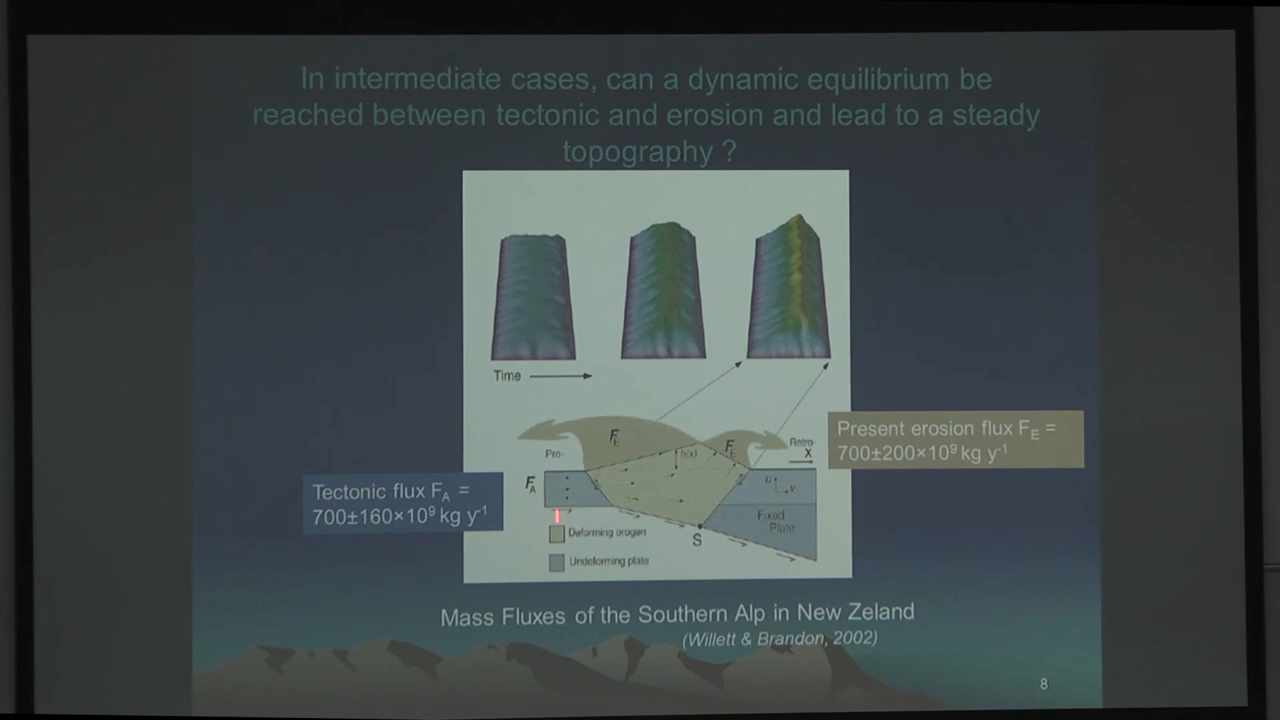 In intermediate cases, can a dynamic equilibrium be
reached between tectonic and erosion and lead to a steady
topography ?
Time
F_E
F_E
h(x)
Pro-
Retro-
X
Present erosion flux F_E =
700±200×10⁹ kg y⁻¹
F_A
Tectonic flux F_A =
700±160×10⁹ kg y⁻¹
u
v
Fixed
Plate
S
Deforming orogen
Undeforming plate
Mass Fluxes of the Southern Alp in New Zeland
(Willett & Brandon, 2002)
8